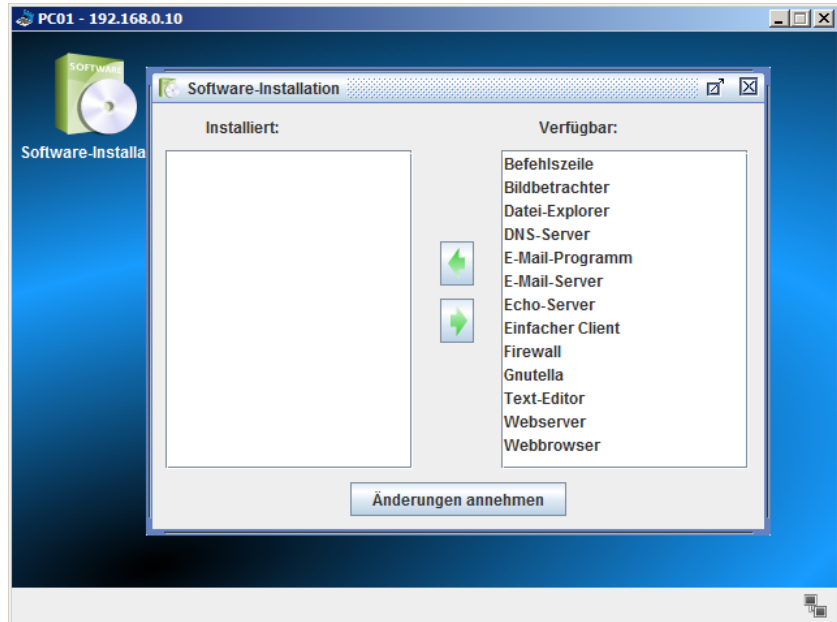 PC01 - 192.168.0.10
SOFTWARE
Software-Installa
Software-Installation
Installiert:
Verfügbar:
Befehlszeile
Bildbetrachter
Datei-Explorer
DNS-Server
E-Mail-Programm
E-Mail-Server
Echo-Server
Einfacher Client
Firewall
Gnutella
Text-Editor
Webserver
Webbrowser
Änderungen annehmen